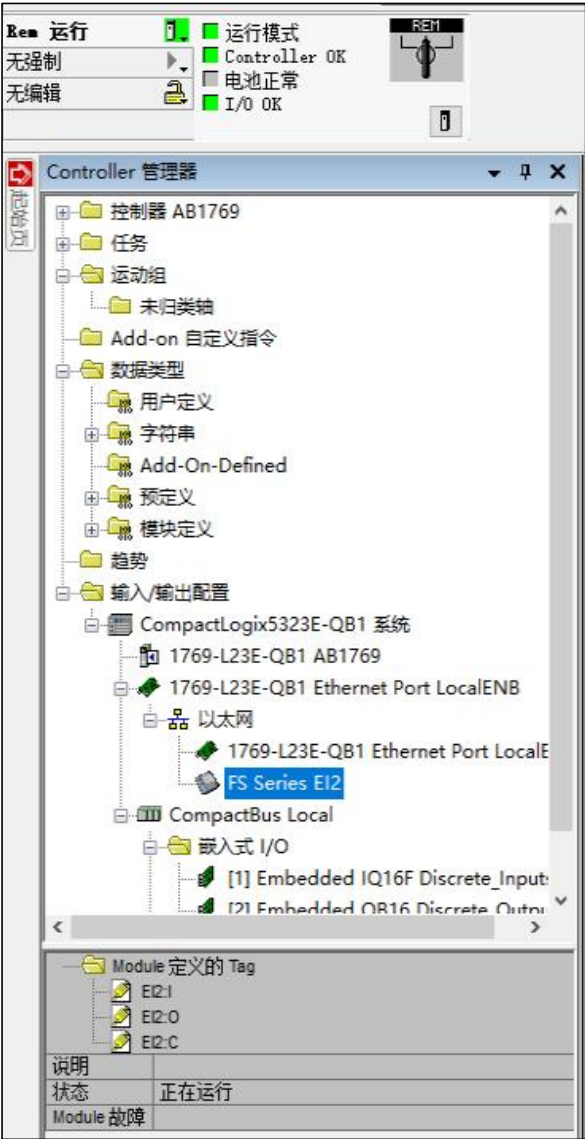 Rem 运行
运行模式
REM
无强制
Controller OK
无编辑
电池正常
I/O OK
起始页
Controller 管理器
控制器 AB1769
任务
运动组
未归类轴
Add-on 自定义指令
数据类型
用户定义
字符串
Add-On-Defined
预定义
模块定义
趋势
输入/输出配置
CompactLogix5323E-QB1 系统
1769-L23E-QB1 AB1769
1769-L23E-QB1 Ethernet Port LocalENB
以太网
1769-L23E-QB1 Ethernet Port LocalE
FS Series EI2
CompactBus Local
嵌入式 I/O
[1] Embedded IQ16F Discrete_Inputs
[2] Embedded OB16 Discrete_Outpu
Module 定义的 Tag
EI2:I
EI2:O
EI2:C
说明
状态 正在运行
Module 故障